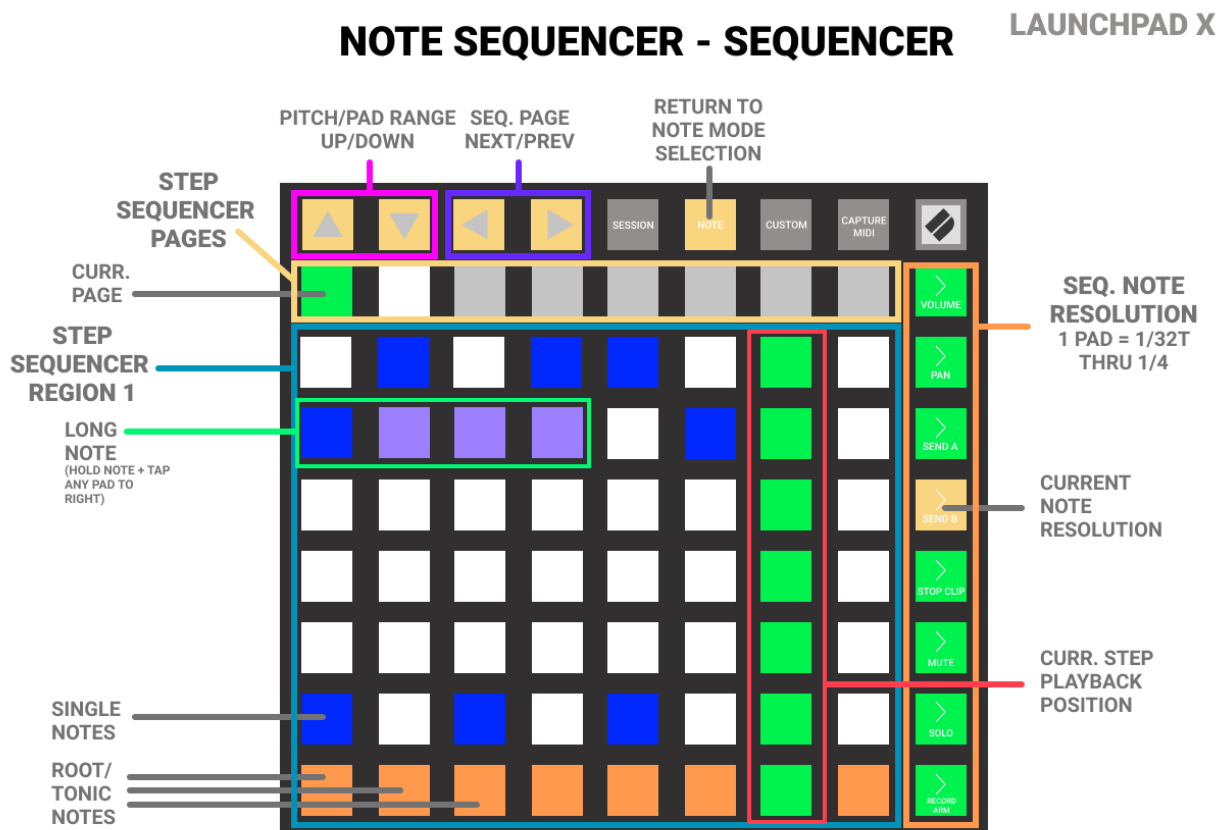 LAUNCHPAD X
NOTE SEQUENCER - SEQUENCER
PITCH/PAD RANGE
UP/DOWN
SEQ. PAGE
NEXT/PREV
RETURN TO
NOTE MODE
SELECTION
STEP
SEQUENCER
PAGES
SESSION
NOTE
CUSTOM
CAPTURE
MIDI
CURR.
PAGE
VOLUME
SEQ. NOTE
RESOLUTION
1 PAD = 1/32T
THRU 1/4
STEP
SEQUENCER
REGION 1
PAN
LONG
NOTE
(HOLD NOTE + TAP
ANY PAD TO
RIGHT)
SEND A
SEND B
CURRENT
NOTE
RESOLUTION
STOP CLIP
MUTE
CURR. STEP
PLAYBACK
POSITION
SINGLE
NOTES
SOLO
ROOT/
TONIC
NOTES
RECORD
ARM